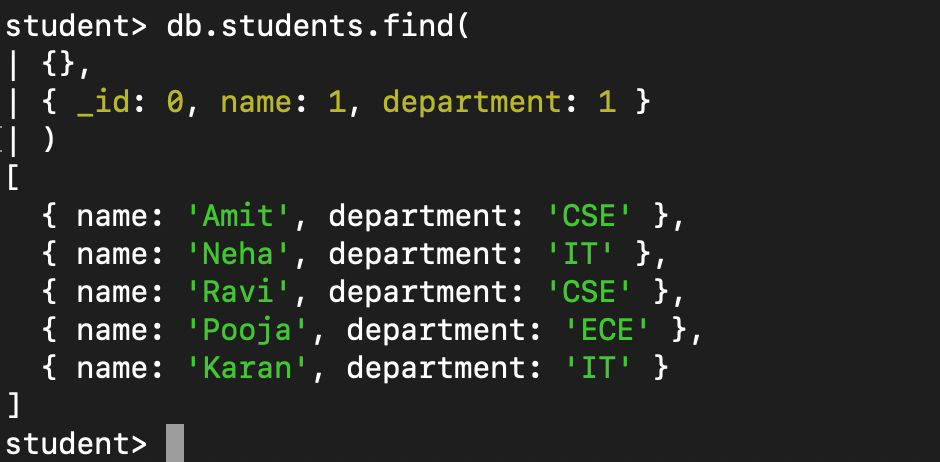 student> db.students.find(
| {},
| { _id: 0, name: 1, department: 1 }
| )
[
  { name: 'Amit', department: 'CSE' },
  { name: 'Neha', department: 'IT' },
  { name: 'Ravi', department: 'CSE' },
  { name: 'Pooja', department: 'ECE' },
  { name: 'Karan', department: 'IT' }
]
student>